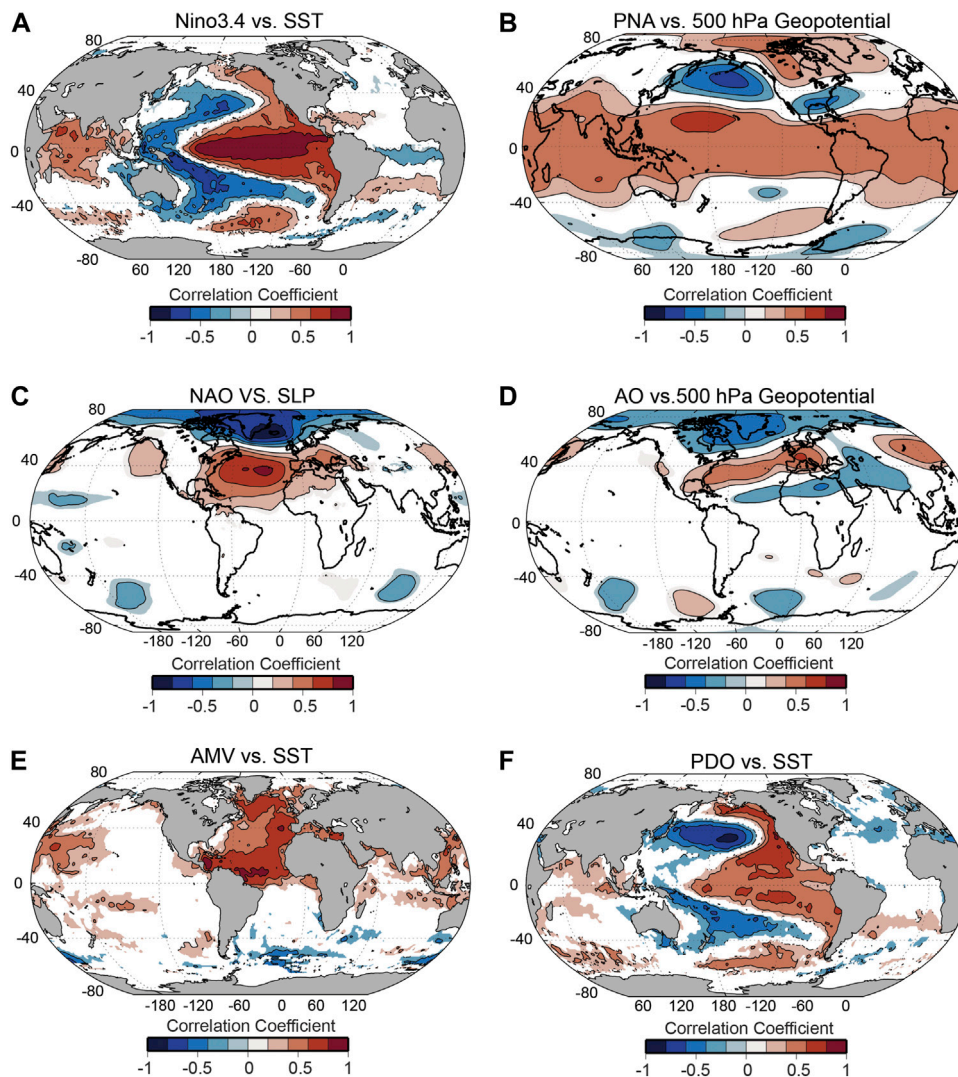 A
Nino3.4 vs. SST
80
40
0
-40
-80
60 120 180 -120 -60 0
Correlation Coefficient
-1 -0.5 0 0.5 1
B
PNA vs. 500 hPa Geopotential
80
40
0
-40
-80
60 120 180 -120 -60 0
Correlation Coefficient
-1 -0.5 0 0.5 1
C
NAO VS. SLP
80
40
0
-40
-80
-180 -120 -60 0 60 120
Correlation Coefficient
-1 -0.5 0 0.5 1
D
AO vs.500 hPa Geopotential
80
40
0
-40
-80
-180 -120 -60 0 60 120
Correlation Coefficient
-1 -0.5 0 0.5 1
E
AMV vs. SST
80
40
0
-40
-80
-180 -120 -60 0 60 120
Correlation Coefficient
-1 -0.5 0 0.5 1
F
PDO vs. SST
80
40
0
-40
-80
60 120 180 -120 -60 0
Correlation Coefficient
-1 -0.5 0 0.5 1